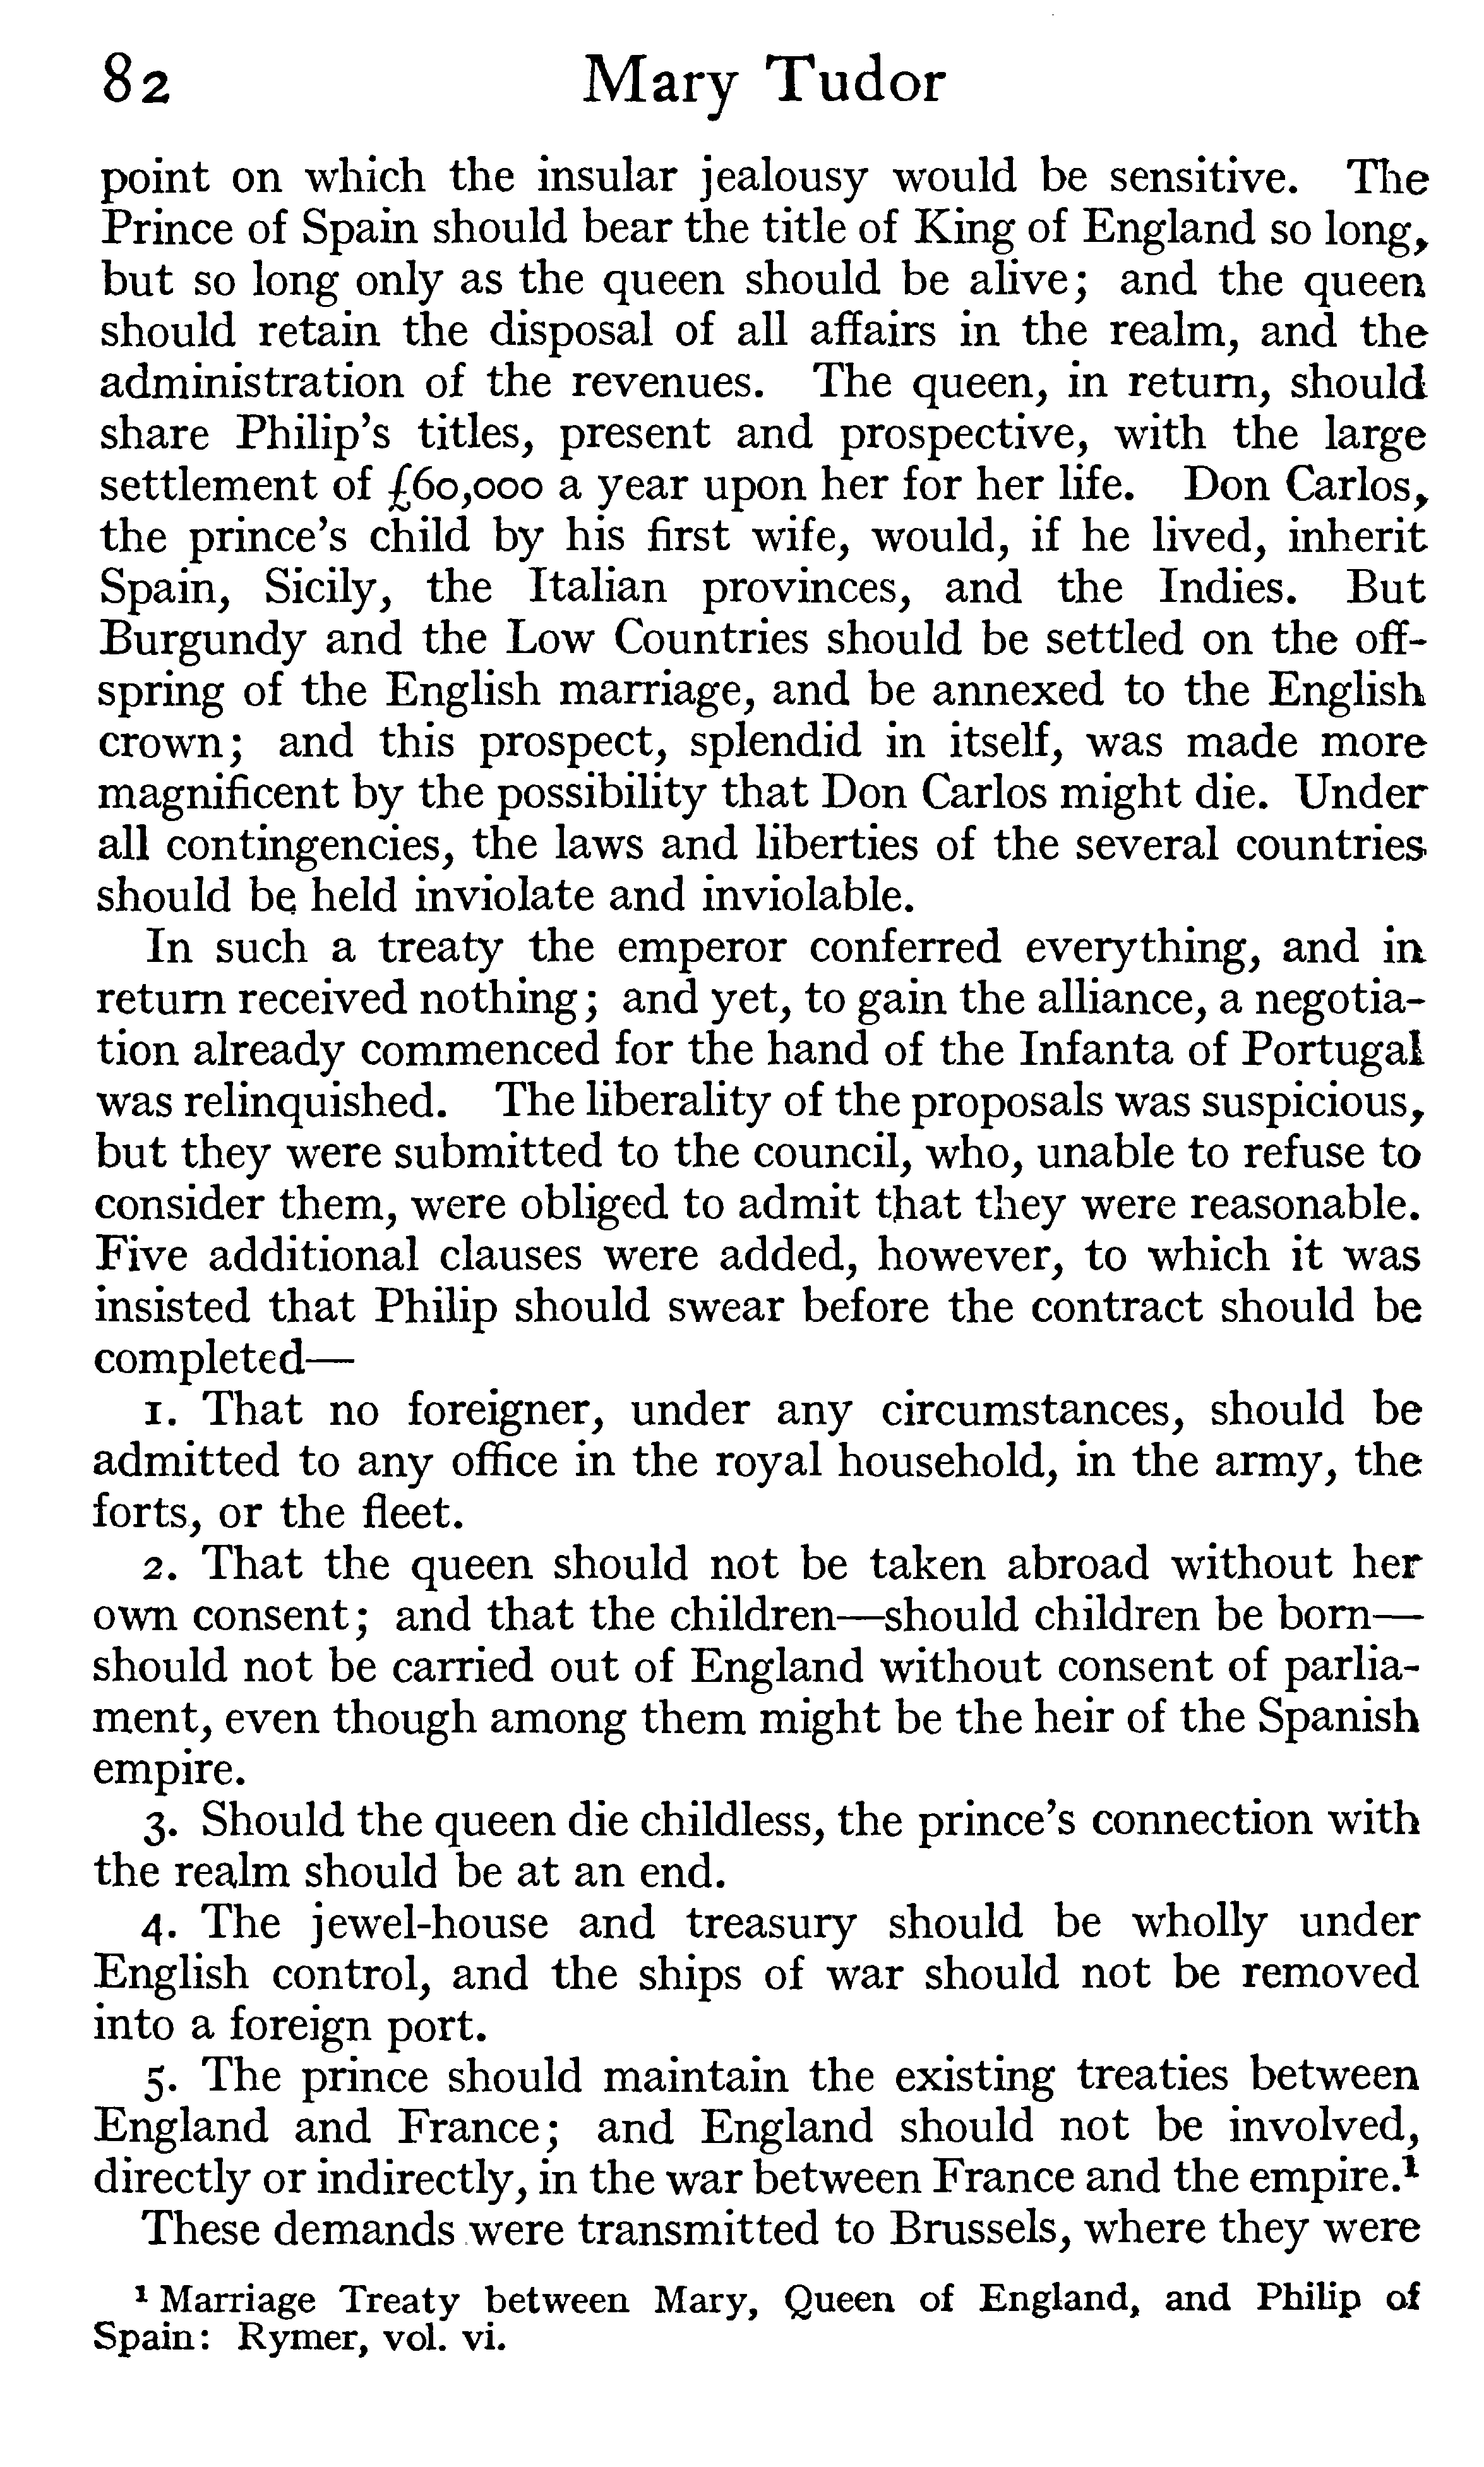 82 Mary Tudor
point on which the insular jealousy would be sensitive. The
Prince of Spain should bear the title of King of England so long,
but so long only as the queen should be alive; and the queen
should retain the disposal of all affairs in the realm, and the
administration of the revenues. The queen, in return, should
share Philip's titles, present and prospective, with the large
settlement of £60,000 a year upon her for her life. Don Carlos,
the prince's child by his first wife, would, if he lived, inherit
Spain, Sicily, the Italian provinces, and the Indies. But
Burgundy and the Low Countries should be settled on the off-
spring of the English marriage, and be annexed to the English
crown; and this prospect, splendid in itself, was made more
magnificent by the possibility that Don Carlos might die. Under
all contingencies, the laws and liberties of the several countries
should be held inviolate and inviolable.
In such a treaty the emperor conferred everything, and in
return received nothing; and yet, to gain the alliance, a negotia-
tion already commenced for the hand of the Infanta of Portugal
was relinquished. The liberality of the proposals was suspicious,
but they were submitted to the council, who, unable to refuse to
consider them, were obliged to admit that they were reasonable.
Five additional clauses were added, however, to which it was
insisted that Philip should swear before the contract should be
completed—
1. That no foreigner, under any circumstances, should be
admitted to any office in the royal household, in the army, the
forts, or the fleet.
2. That the queen should not be taken abroad without her
own consent; and that the children—should children be born—
should not be carried out of England without consent of parlia-
ment, even though among them might be the heir of the Spanish
empire.
3. Should the queen die childless, the prince's connection with
the realm should be at an end.
4. The jewel-house and treasury should be wholly under
English control, and the ships of war should not be removed
into a foreign port.
5. The prince should maintain the existing treaties between
England and France; and England should not be involved,
directly or indirectly, in the war between France and the empire.¹
These demands were transmitted to Brussels, where they were
¹ Marriage Treaty between Mary, Queen of England, and Philip of
Spain: Rymer, vol. vi.